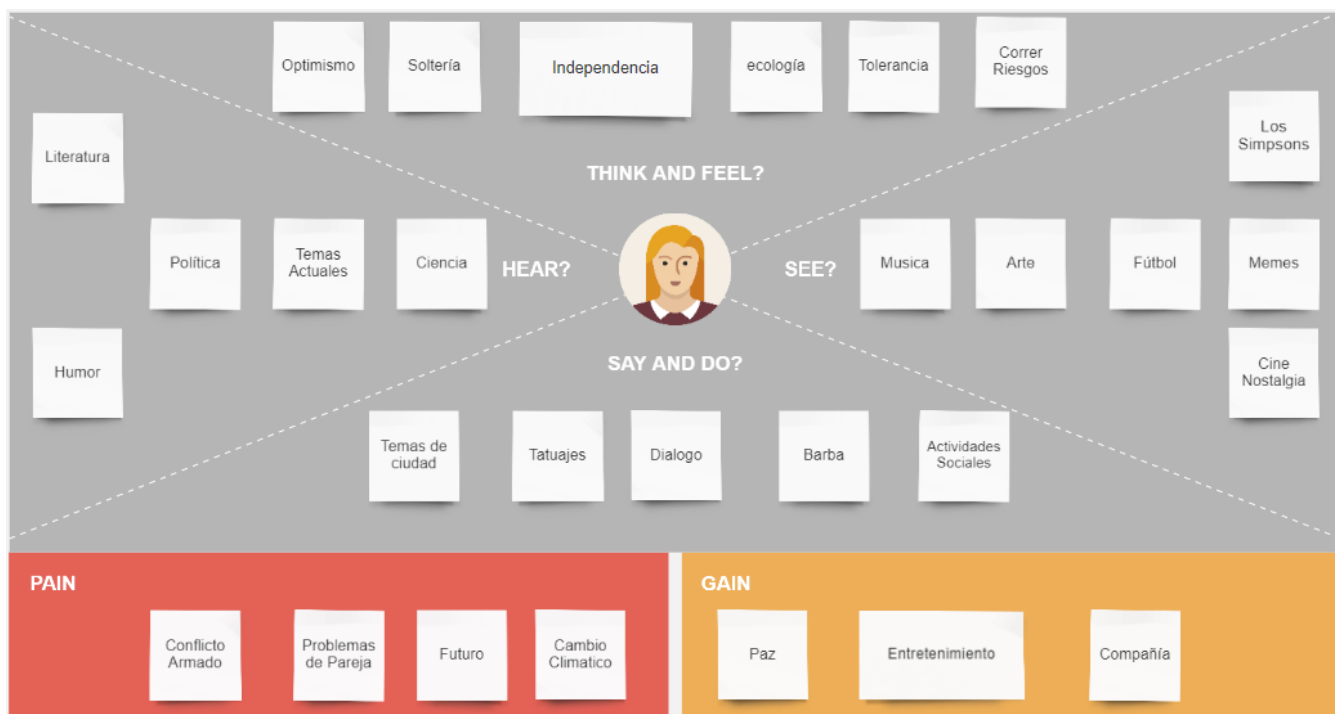 Optimismo
Soltería
Independencia
ecología
Tolerancia
Correr
Riesgos
Los
Simpsons
Literatura
THINK AND FEEL?
Política
Temas
Actuales
Ciencia
HEAR?
SEE?
Musica
Arte
Fútbol
Memes
Humor
SAY AND DO?
Cine
Nostalgia
Temas de
ciudad
Tatuajes
Dialogo
Barba
Actividades
Sociales
PAIN
Conflicto
Armado
Problemas
de Pareja
Futuro
Cambio
Climatico
GAIN
Paz
Entretenimiento
Compañía